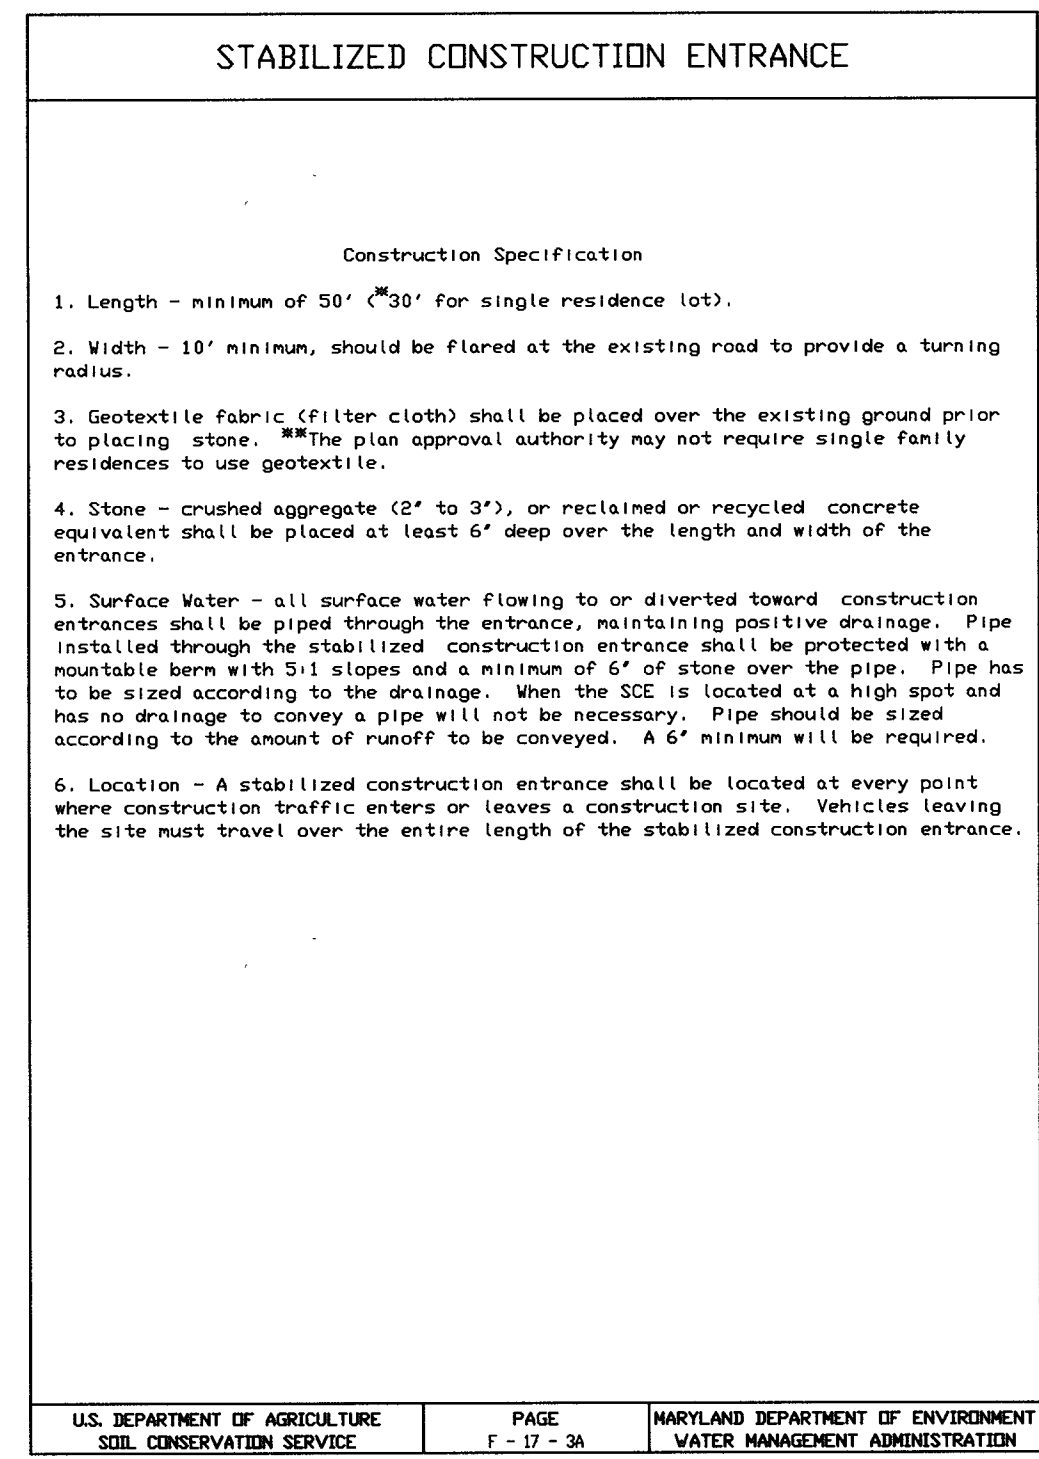 STABILIZED CONSTRUCTION ENTRANCE
Construction Specification
1. Length - minimum of 50' (*30' for single residence lot).
2. Width - 10' minimum, should be flared at the existing road to provide a turning
radius.
3. Geotextile fabric (filter cloth) shall be placed over the existing ground prior
to placing stone. **The plan approval authority may not require single family
residences to use geotextile.
4. Stone - crushed aggregate (2" to 3"), or reclaimed or recycled concrete
equivalent shall be placed at least 6" deep over the length and width of the
entrance.
5. Surface Water - all surface water flowing to or diverted toward construction
entrances shall be piped through the entrance, maintaining positive drainage. Pipe
installed through the stabilized construction entrance shall be protected with a
mountable berm with 5:1 slopes and a minimum of 6" of stone over the pipe. Pipe has
to be sized according to the drainage. When the SCE is located at a high spot and
has no drainage to convey a pipe will not be necessary. Pipe should be sized
according to the amount of runoff to be conveyed. A 6" minimum will be required.
6. Location - A stabilized construction entrance shall be located at every point
where construction traffic enters or leaves a construction site. Vehicles leaving
the site must travel over the entire length of the stabilized construction entrance.
U.S. DEPARTMENT OF AGRICULTURE
SOIL CONSERVATION SERVICE
PAGE
F - 17 - 3A
MARYLAND DEPARTMENT OF ENVIRONMENT
WATER MANAGEMENT ADMINISTRATION